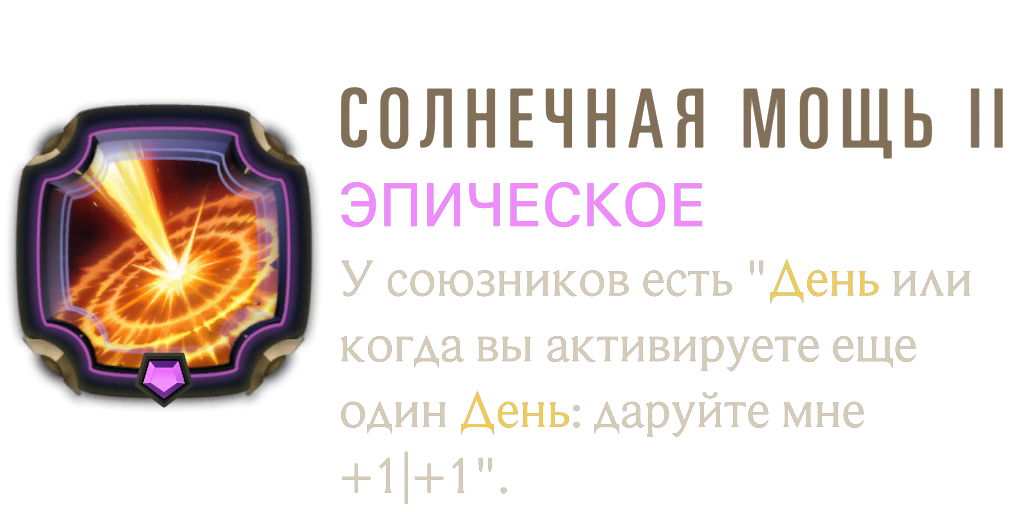 СОЛНЕЧНАЯ МОЩЬ II
ЭПИЧЕСКОЕ
У союзников есть "День или
когда вы активируете еще
один День: даруйте мне
+1|+1".